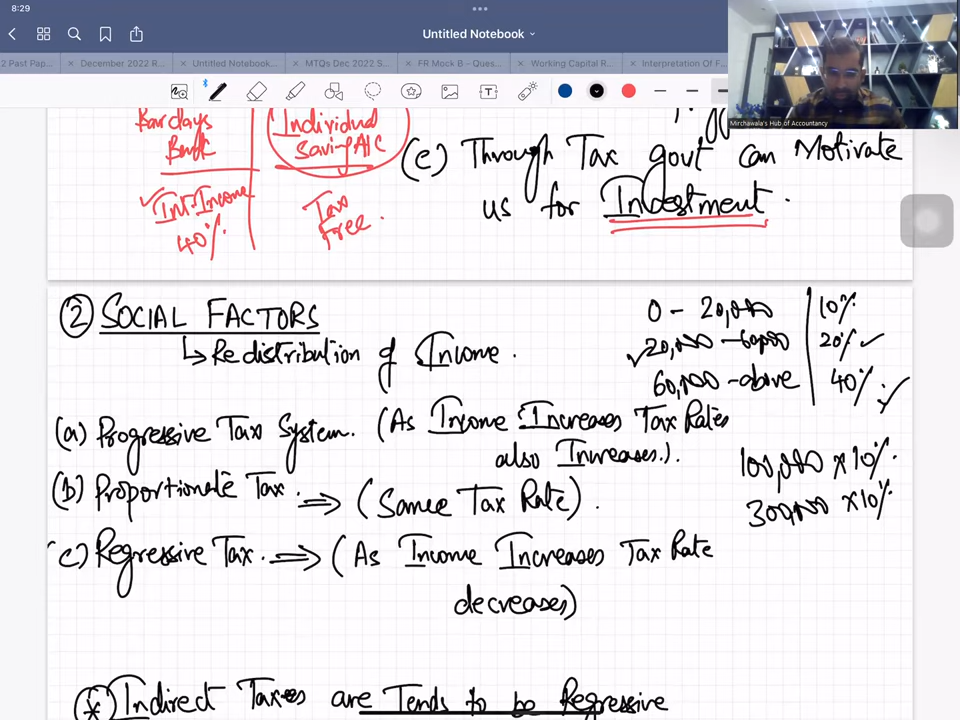 8:29
Untitled Notebook
2 Past Pap...
December 2022 R...
Untitled Notebook...
MTQs Dec 2022 S...
FR Mock B - Ques...
Working Capital R...
Interpretation Of F
Mirchawala's Hub of Accountancy
Barclays Bank
Individual Saving A/C
Int. Income 40%
Tax Free.
(e) Through Tax govt can Motivate
us for Investment.
② SOCIAL FACTORS
↳ Redistribution of Income.
0 - 20,000 | 10%
✓20,000 - 60,000 | 20% ✓
60,000 - above | 40% ✓
(a) Progressive Tax System. (As Income Increases Tax Rates
also Increases.).
100,000 x 10%.
(b) Proportionate Tax. ⇒ (Same Tax Rate).
300,000 x 10%
(c) Regressive Tax. ⇒ (As Income Increases Tax Rate
decreases)
* Indirect Taxes are Tends to be Regressive